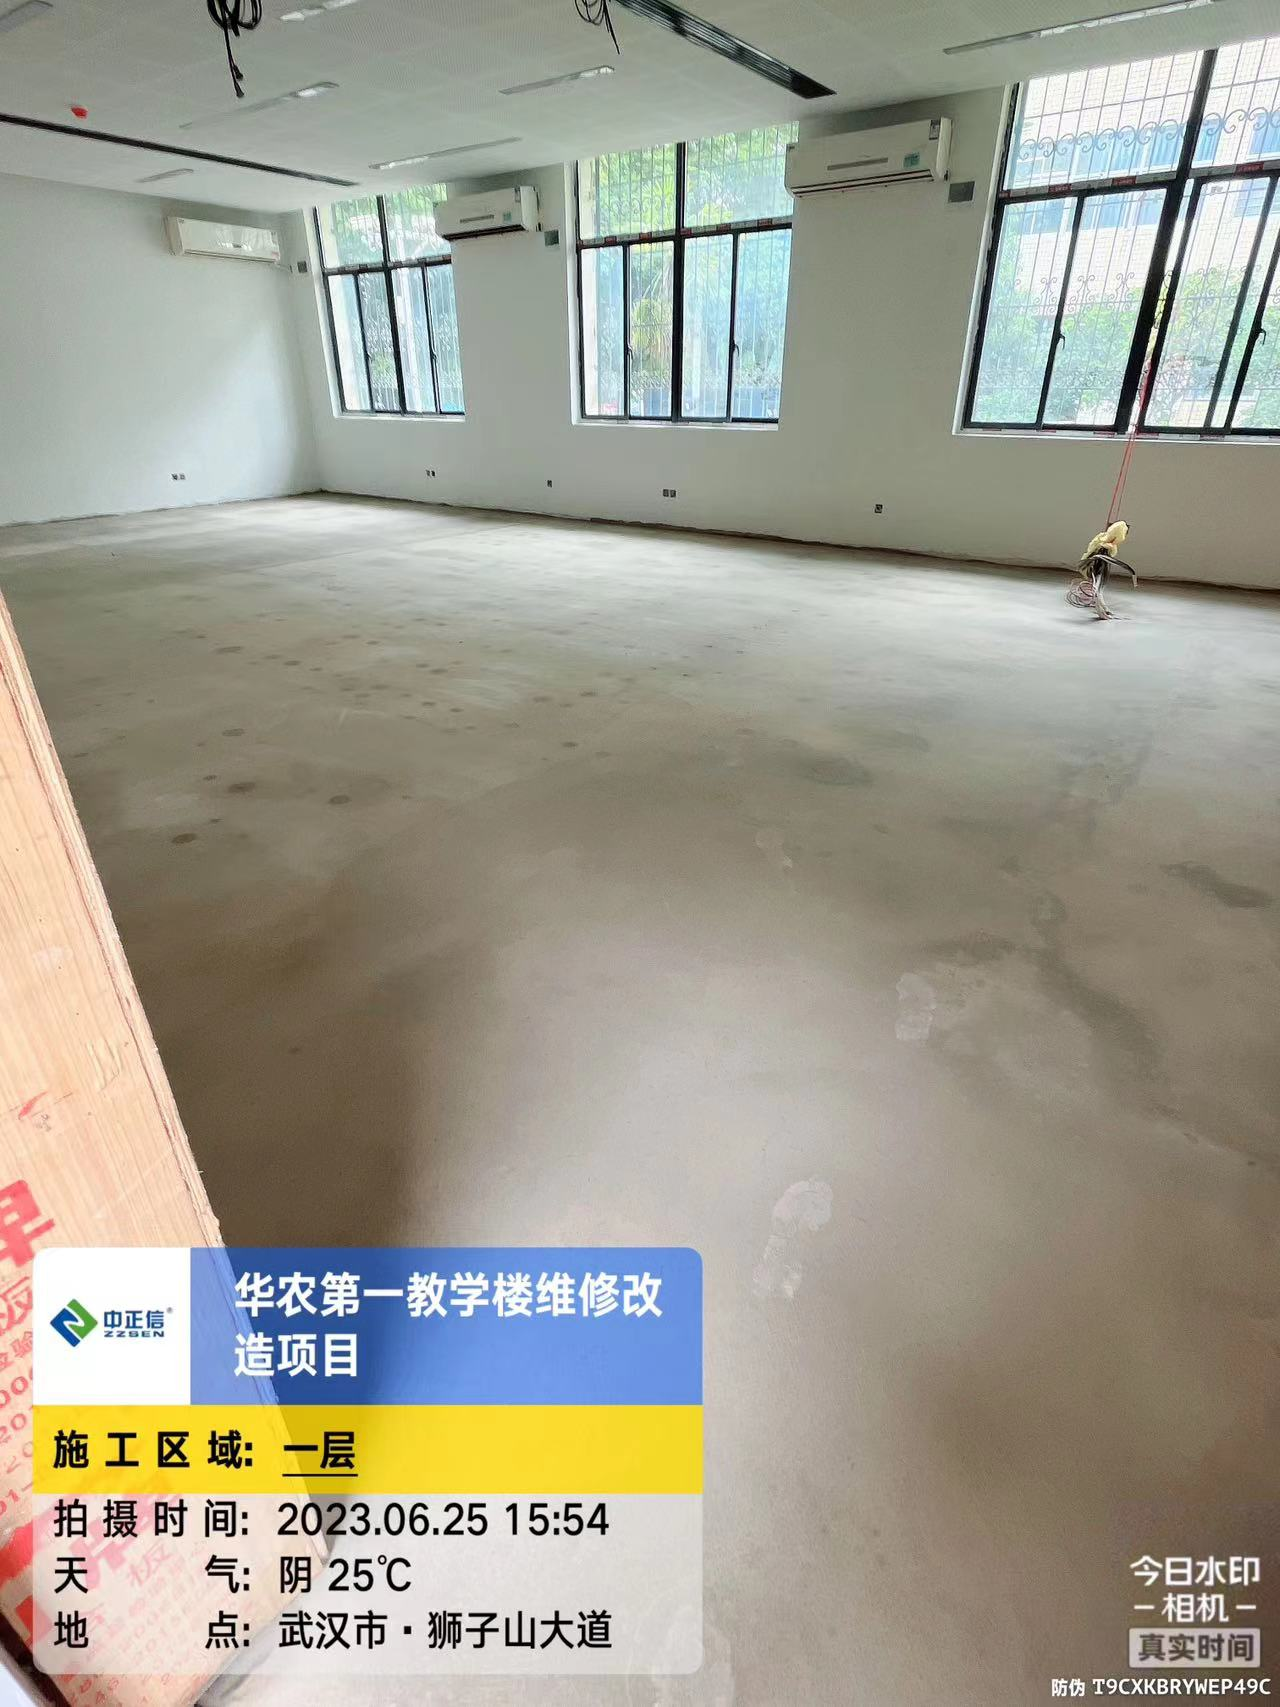 中正信®
ZZSEN
华农第一教学楼维修改
造项目
施工区域: 一层
拍摄时间: 2023.06.25 15:54
天气: 阴 25℃
地点: 武汉市·狮子山大道
今日水印
-相机-
真实时间
防伪 T9CXKBRYWEP49C